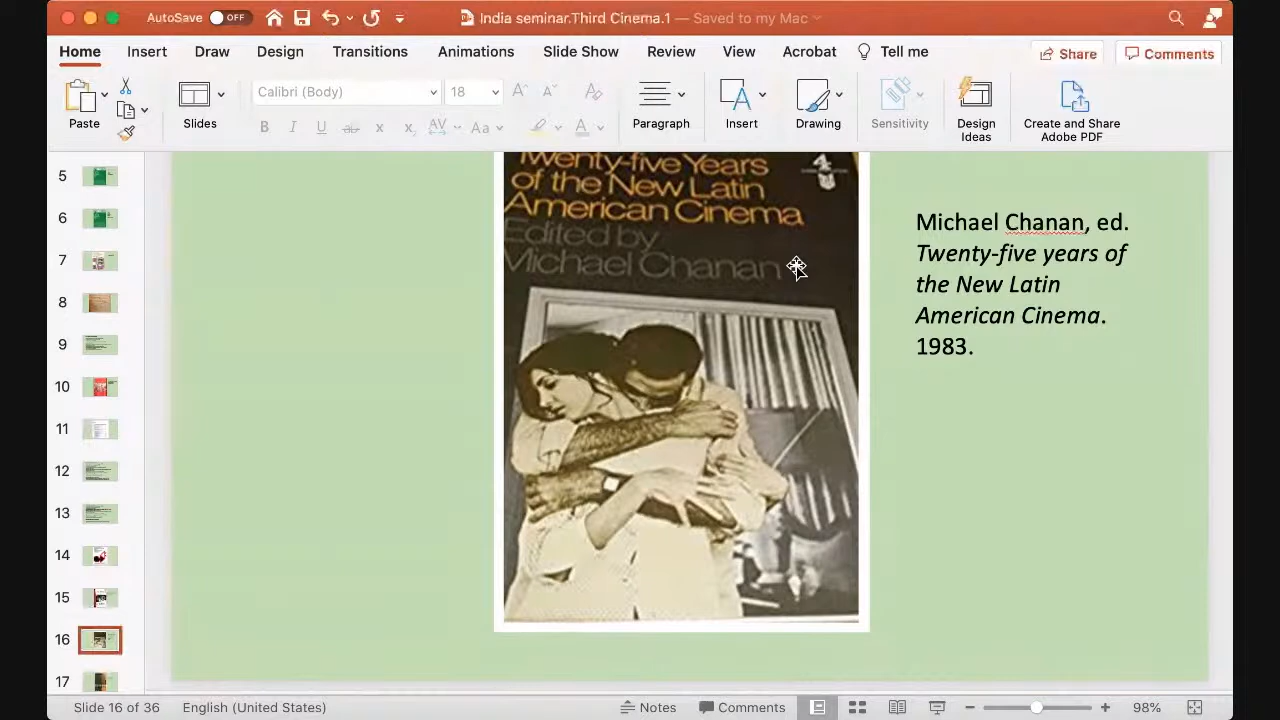 AutoSave OFF India seminar.Third Cinema.1 — Saved to my Mac
Home Insert Draw Design Transitions Animations Slide Show Review View Acrobat Tell me Share Comments
Calibri (Body) 18
Paste Slides Paragraph Insert Drawing Sensitivity Design Ideas Create and Share Adobe PDF
5
6
7
8
9
10
11
12
13
14
15
16
17
Twenty-five Years
of the New Latin
American Cinema
Edited by
Michael Chanan
4
Michael Chanan, ed.
Twenty-five years of
the New Latin
American Cinema.
1983.
Slide 16 of 36 English (United States) Notes Comments 98%